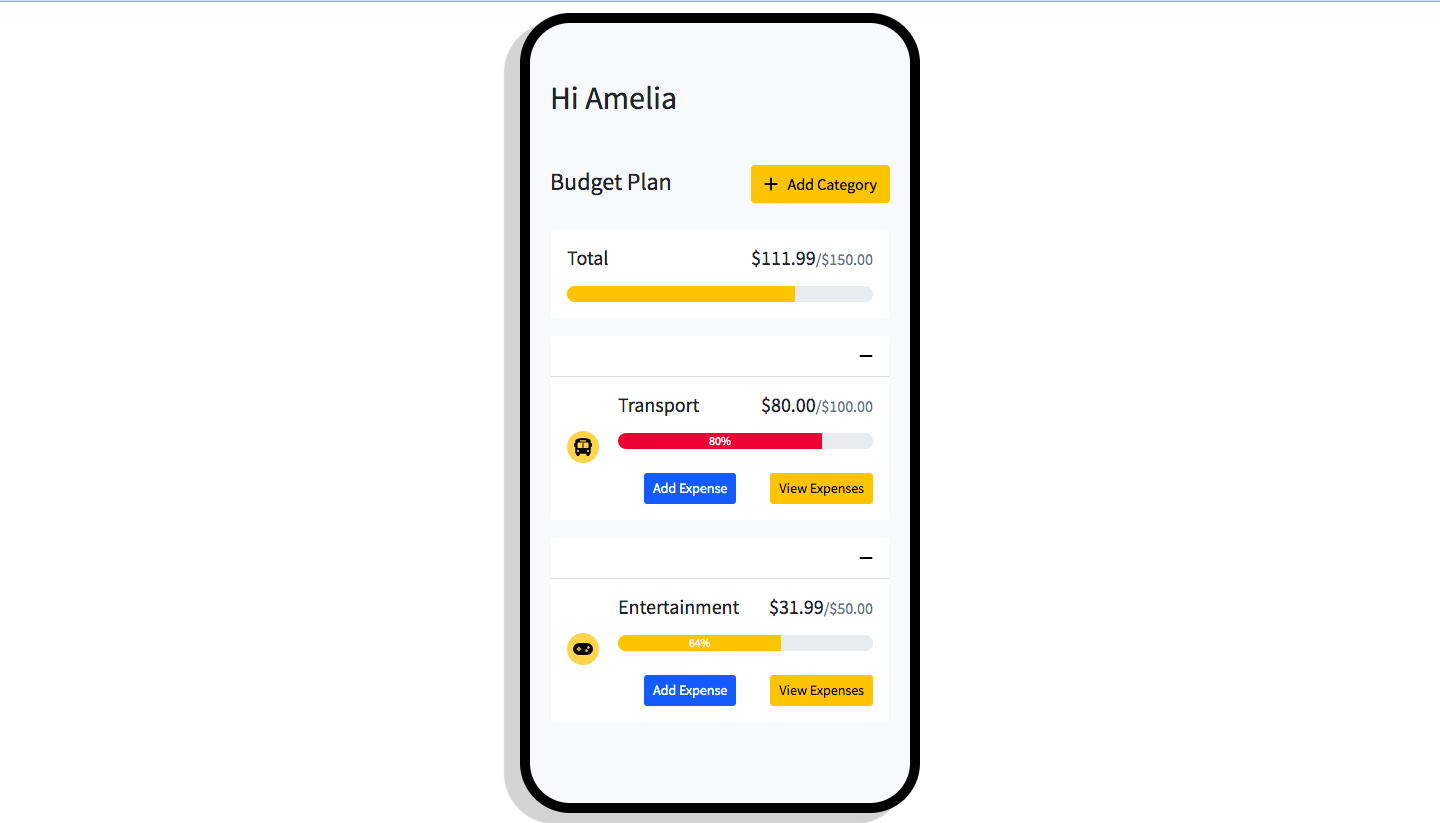 Hi Amelia
Budget Plan
+ Add Category
Total $111.99/$150.00
Transport $80.00/$100.00
80%
Add Expense View Expenses
Entertainment $31.99/$50.00
64%
Add Expense View Expenses